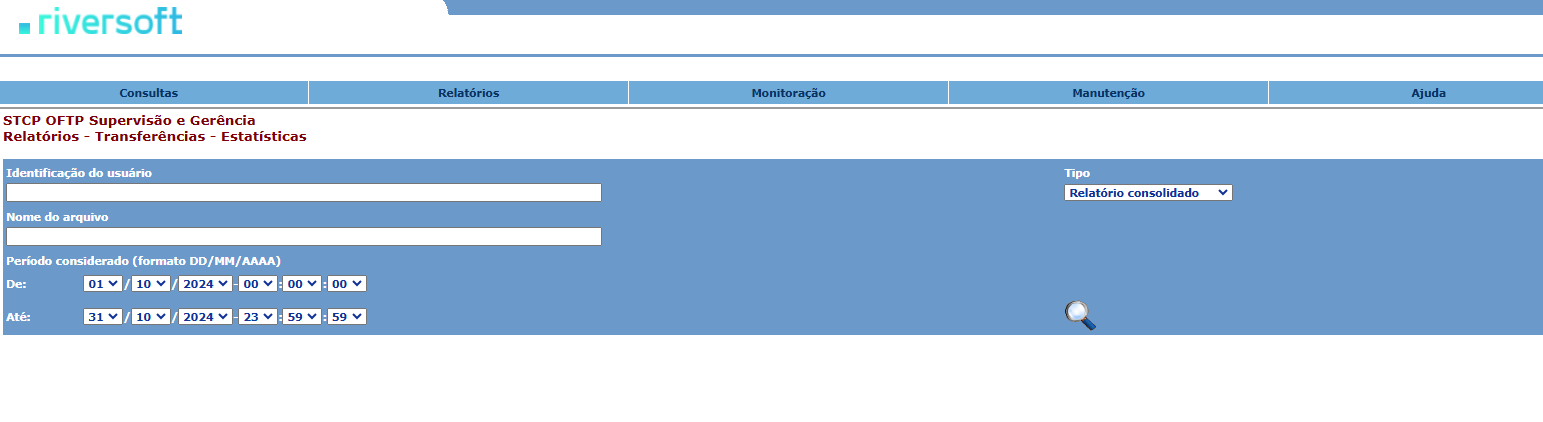 riversoft
Consultas Relatórios Monitoração Manutenção Ajuda
STCP OFTP Supervisão e Gerência
Relatórios - Transferências - Estatísticas
Identificação do usuário Tipo
Relatório consolidado
Nome do arquivo
Período considerado (formato DD/MM/AAAA)
De: 01 / 10 / 2024 - 00 : 00 : 00
Até: 31 / 10 / 2024 - 23 : 59 : 59